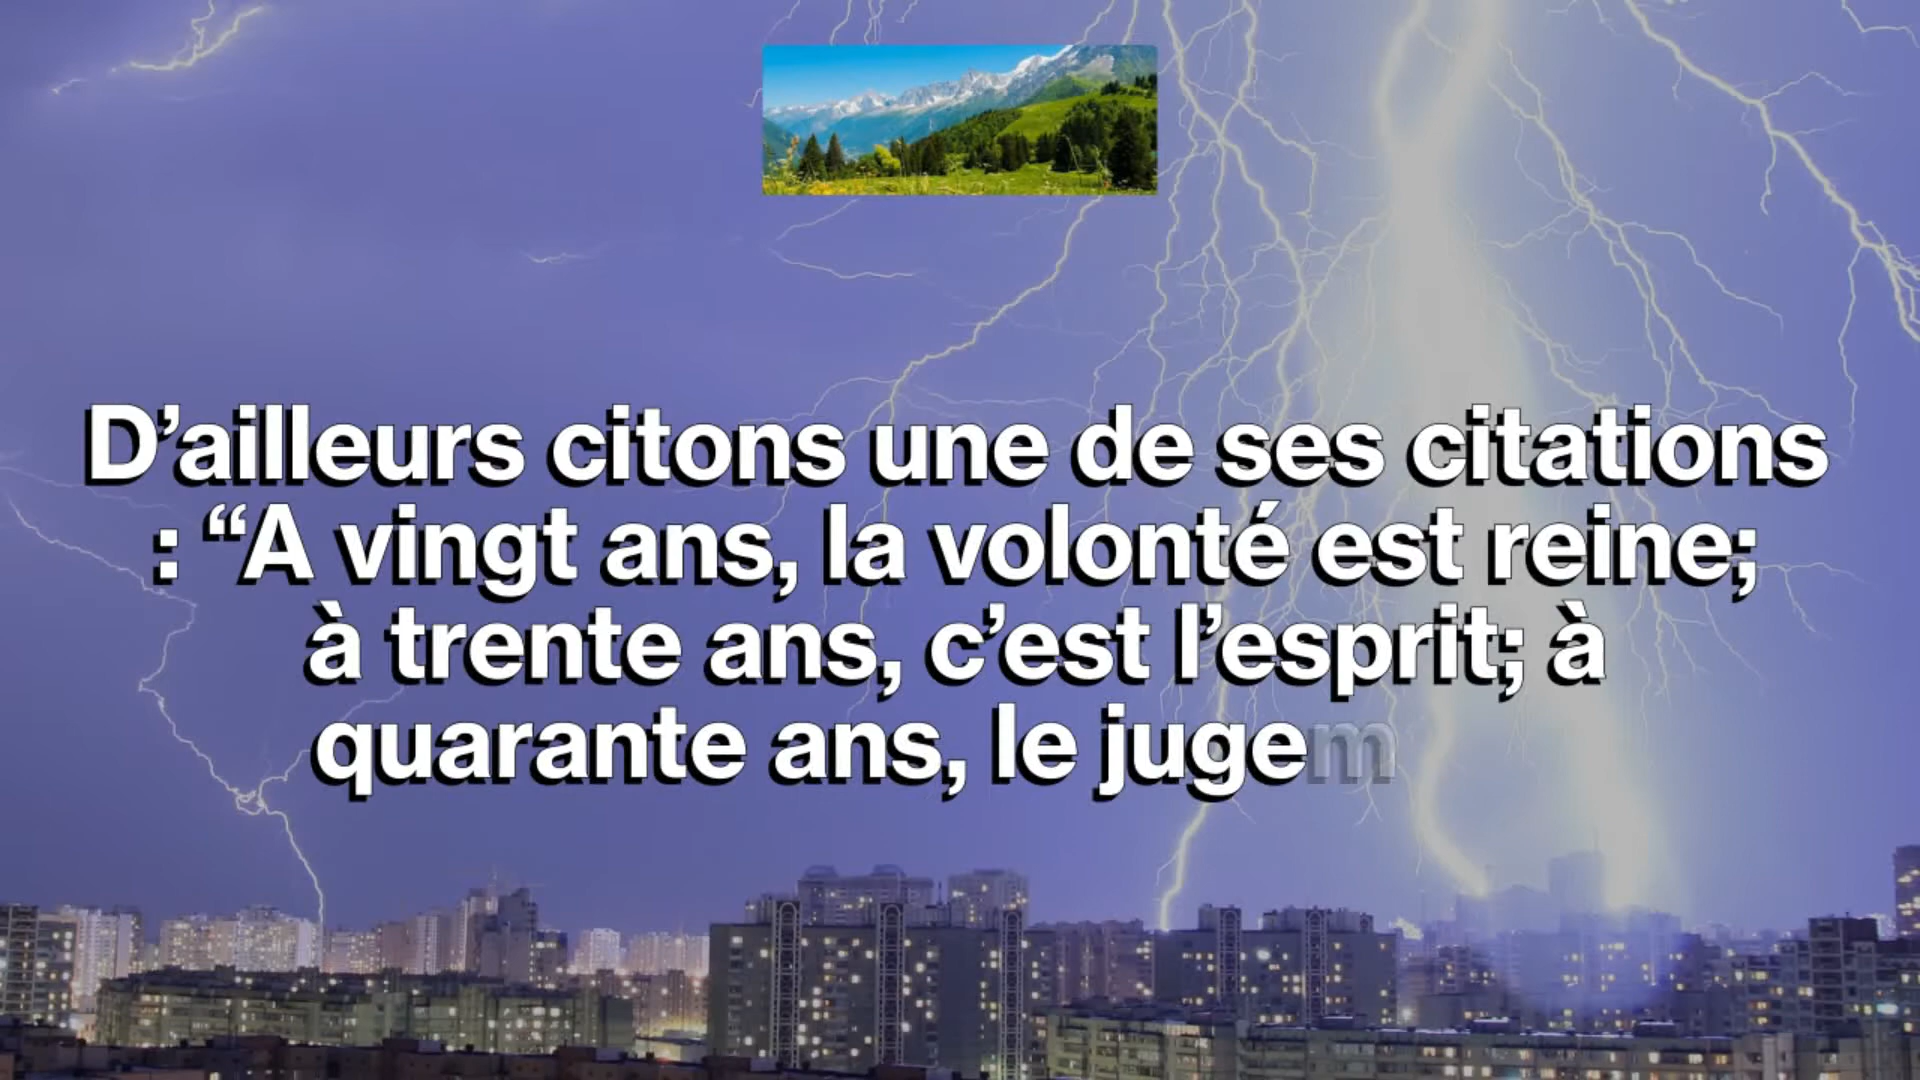 D’ailleurs citons une de ses citations
: “A vingt ans, la volonté est reine;
à trente ans, c’est l’esprit; à
quarante ans, le jugem